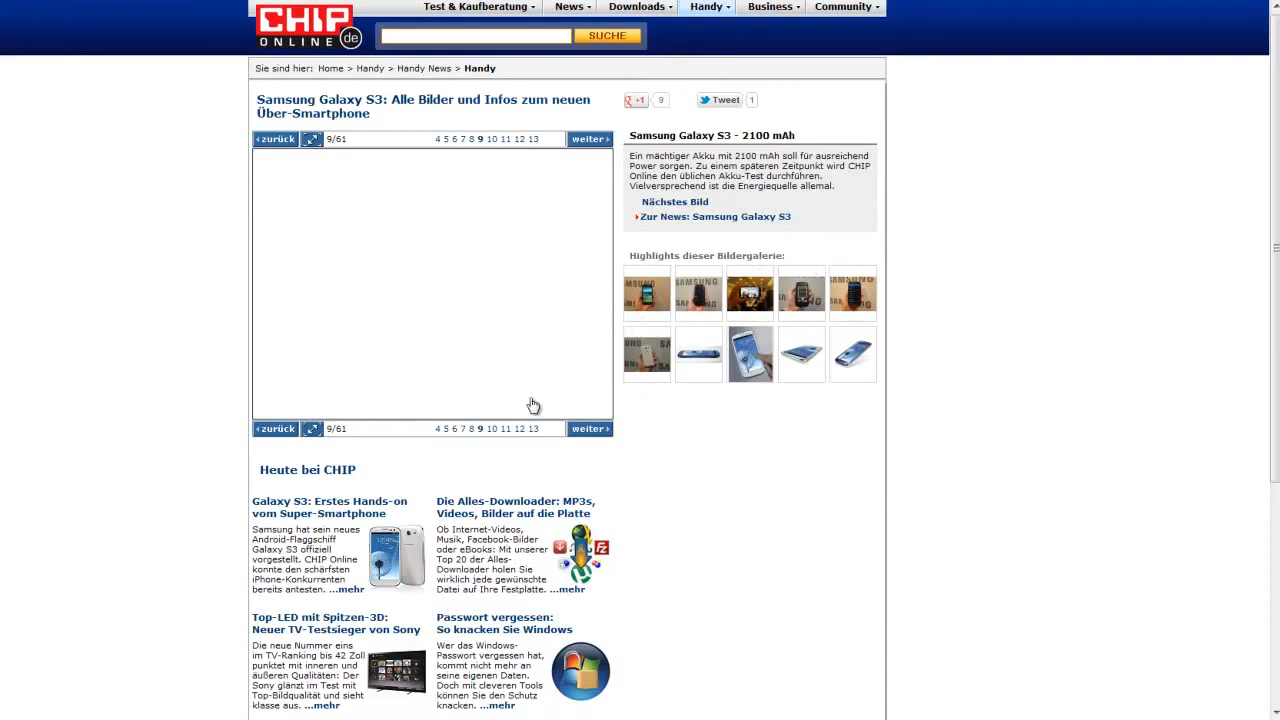 Test & Kaufberatung News Downloads Handy Business Community
CHIP
ONLINE de
SUCHE
Sie sind hier: Home > Handy > Handy News > Handy
Samsung Galaxy S3: Alle Bilder und Infos zum neuen
Über-Smartphone
zurück 9/61 4 5 6 7 8 9 10 11 12 13 weiter
+1 9 Tweet 1
Samsung Galaxy S3 - 2100 mAh
Ein mächtiger Akku mit 2100 mAh soll für ausreichend
Power sorgen. Zu einem späteren Zeitpunkt wird CHIP
Online den üblichen Akku-Test durchführen.
Vielversprechend ist die Energiequelle allemal.
Nächstes Bild
Zur News: Samsung Galaxy S3
Highlights dieser Bildergalerie:
zurück 9/61 4 5 6 7 8 9 10 11 12 13 weiter
Heute bei CHIP
Galaxy S3: Erstes Hands-on
vom Super-Smartphone
Samsung hat sein neues
Android-Flaggschiff
Galaxy S3 offiziell
vorgestellt. CHIP Online
konnte den schärfsten
iPhone-Konkurrenten
bereits antesten. ...mehr
Die Alles-Downloader: MP3s,
Videos, Bilder auf die Platte
Ob Internet-Videos,
Musik, Facebook-Bilder
oder eBooks: Mit unserer
Top 20 der Alles-
Downloader holen Sie
wirklich jede gewünschte
Datei auf Ihre Festplatte. ...mehr
Top-LED mit Spitzen-3D:
Neuer TV-Testsieger von Sony
Die neue Nummer eins
im TV-Ranking bis 42 Zoll
punktet mit inneren und
äußeren Qualitäten: Der
Sony glänzt im Test mit
Top-Bildqualität und sieht
klasse aus. ...mehr
Passwort vergessen:
So knacken Sie Windows
Wer das Windows-
Passwort vergessen hat,
kommt nicht mehr an
seine eigenen Daten.
Doch mit cleveren Tools
können Sie den Schutz
knacken. ...mehr